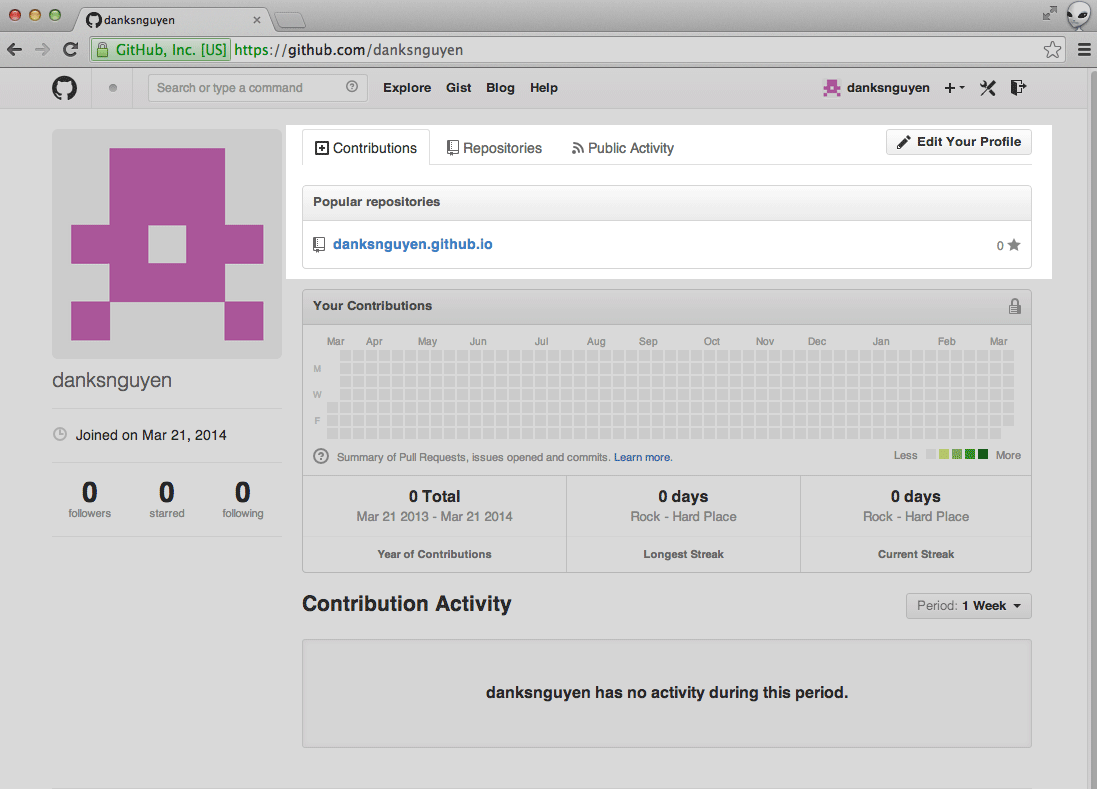 danksnguyen
GitHub, Inc. [US] https://github.com/danksnguyen
Search or type a command
Explore Gist Blog Help
danksnguyen
Contributions Repositories Public Activity
Edit Your Profile
Popular repositories
danksnguyen.github.io
0
danksnguyen
Joined on Mar 21, 2014
0 0 0
followers starred following
Your Contributions
Mar Apr May Jun Jul Aug Sep Oct Nov Dec Jan Feb Mar
M
W
F
Summary of Pull Requests, issues opened and commits. Learn more.
Less More
0 Total
Mar 21 2013 - Mar 21 2014
Year of Contributions
0 days
Rock - Hard Place
Longest Streak
0 days
Rock - Hard Place
Current Streak
Contribution Activity
Period: 1 Week
danksnguyen has no activity during this period.